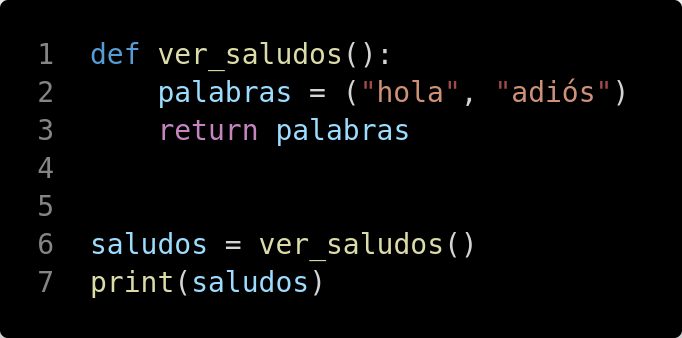 1 def ver_saludos():
2     palabras = ("hola", "adiós")
3     return palabras
4
5
6 saludos = ver_saludos()
7 print(saludos)